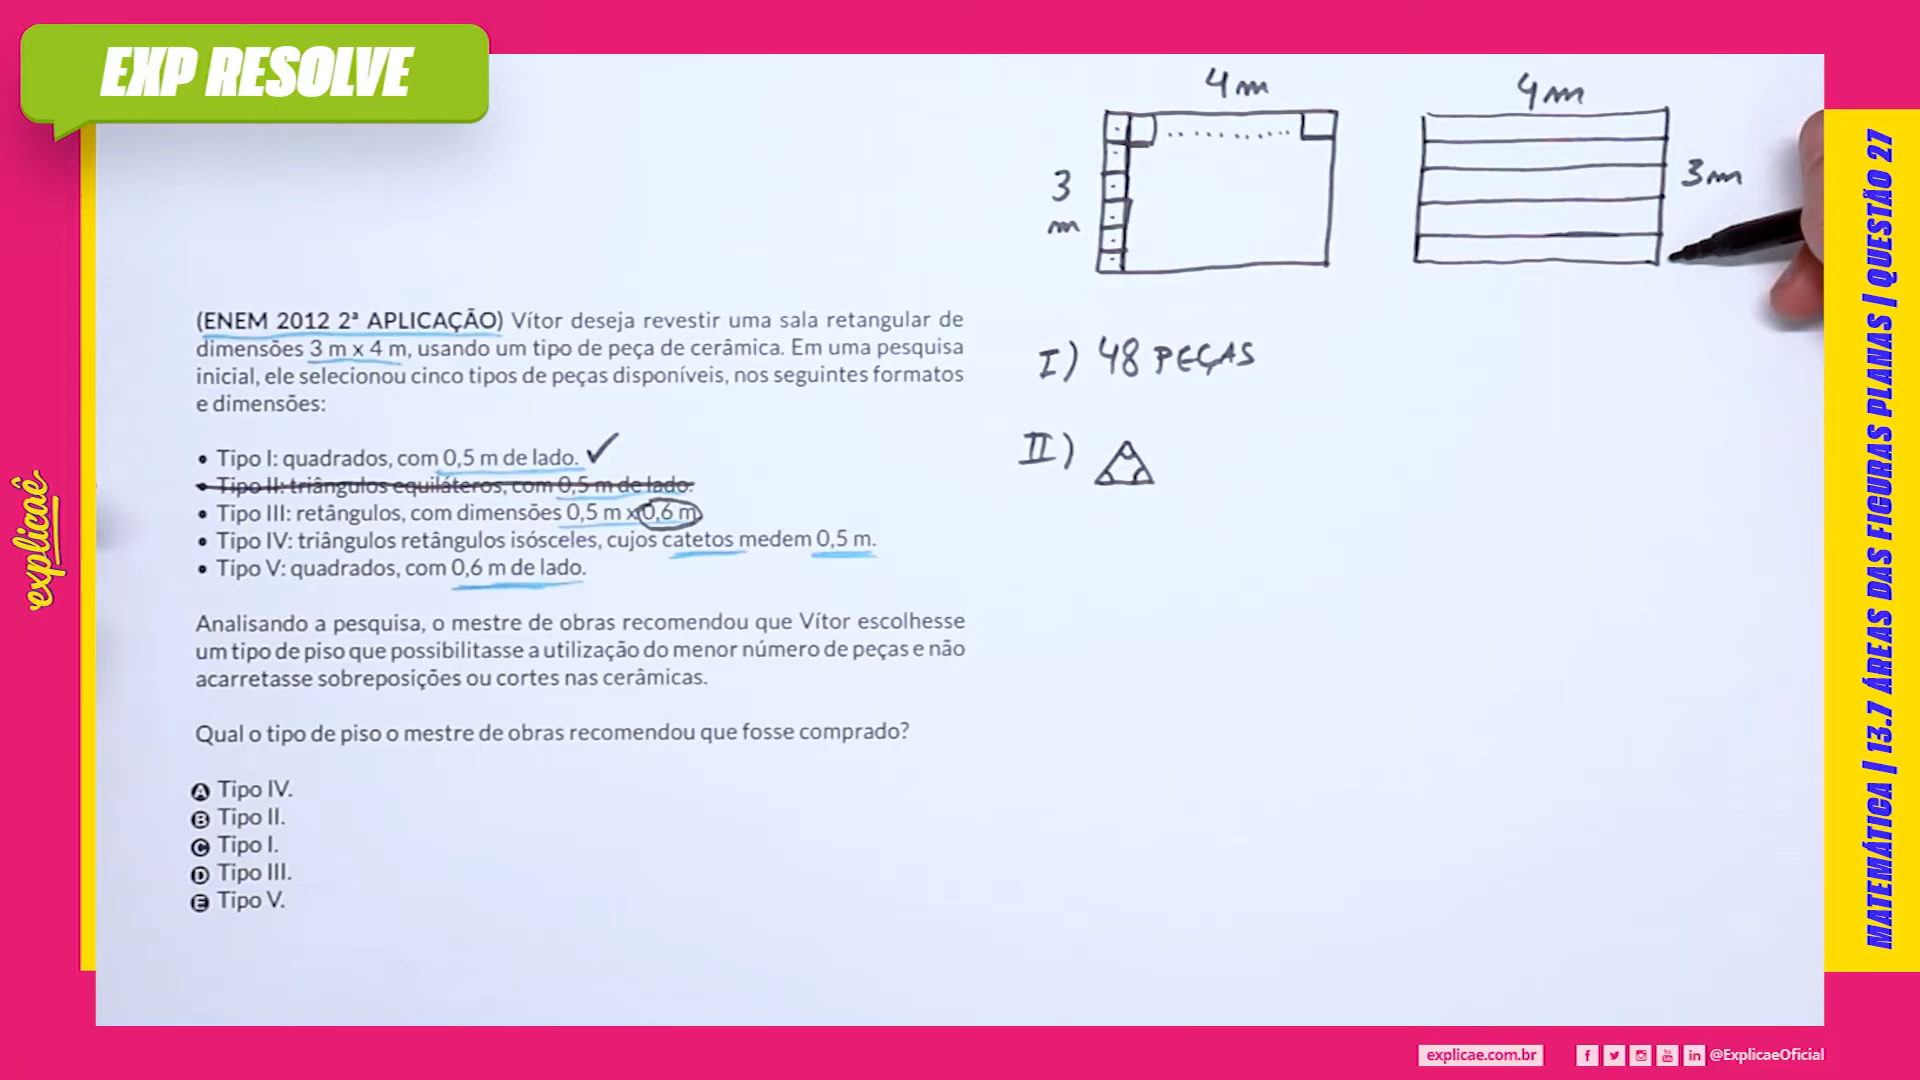 EXP RESOLVE
4m
4m
3
m
3m
(ENEM 2012 2ª APLICAÇÃO) Vítor deseja revestir uma sala retangular de
dimensões 3 m x 4 m, usando um tipo de peça de cerâmica. Em uma pesquisa
inicial, ele selecionou cinco tipos de peças disponíveis, nos seguintes formatos
e dimensões:
• Tipo I: quadrados, com 0,5 m de lado. ✓
• Tipo II: triângulos equiláteros, com 0,5 m de lado.
• Tipo III: retângulos, com dimensões 0,5 m x 0,6 m.
• Tipo IV: triângulos retângulos isósceles, cujos catetos medem 0,5 m.
• Tipo V: quadrados, com 0,6 m de lado.
Analisando a pesquisa, o mestre de obras recomendou que Vítor escolhesse
um tipo de piso que possibilitasse a utilização do menor número de peças e não
acarretasse sobreposições ou cortes nas cerâmicas.
Qual o tipo de piso o mestre de obras recomendou que fosse comprado?
A Tipo IV.
B Tipo II.
C Tipo I.
D Tipo III.
E Tipo V.
I) 48 PEÇAS
II)
explicaê
MATEMÁTICA | 13.7 ÁREAS DAS FIGURAS PLANAS | QUESTÃO 27
explicae.com.br
@ExplicaeOficial